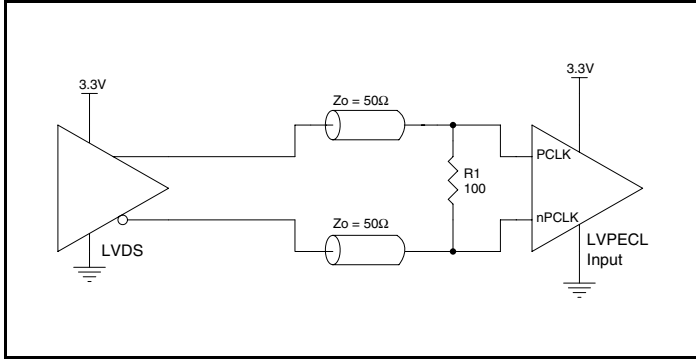 3.3V
3.3V
Zo = 50Ω
PCLK
R1
100
nPCLK
Zo = 50Ω
LVDS
LVPECL
Input